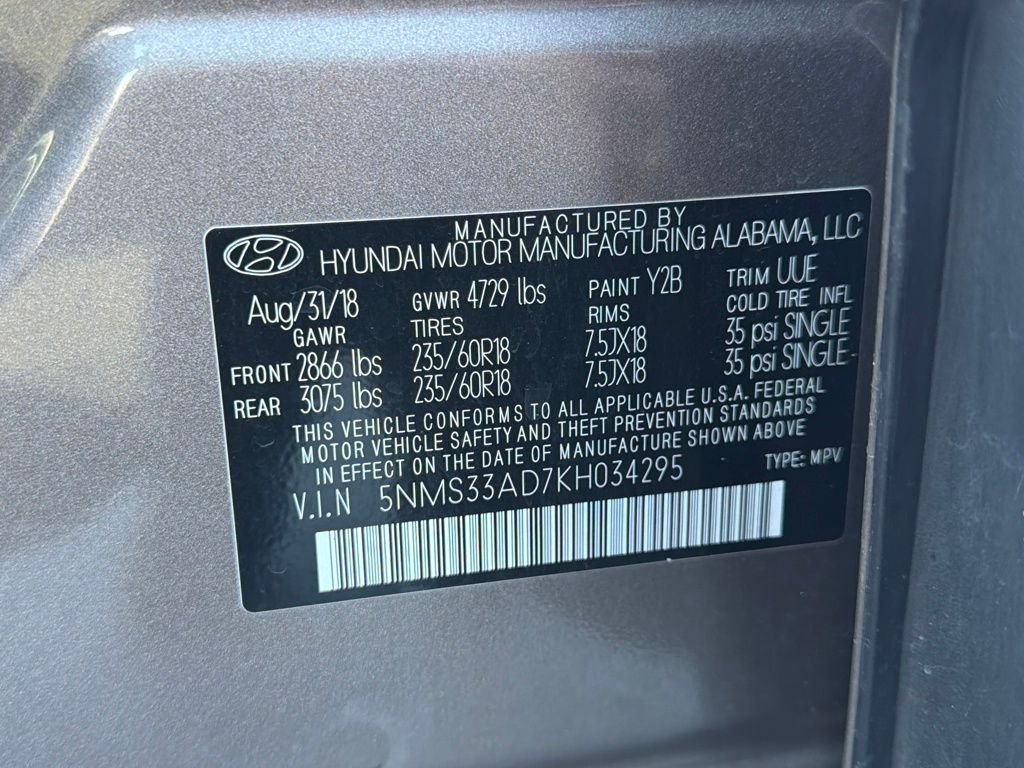 MANUFACTURED BY
HYUNDAI MOTOR MANUFACTURING ALABAMA, LLC
Aug/31/18 GVWR 4729 lbs PAINT Y2B TRIM UUE
GAWR TIRES RIMS COLD TIRE INFL
FRONT 2866 lbs 235/60R18 7.5JX18 35 psi SINGLE
REAR 3075 lbs 235/60R18 7.5JX18 35 psi SINGLE
THIS VEHICLE CONFORMS TO ALL APPLICABLE U.S.A. FEDERAL
MOTOR VEHICLE SAFETY AND THEFT PREVENTION STANDARDS
IN EFFECT ON THE DATE OF MANUFACTURE SHOWN ABOVE
V.I.N 5NMS33AD7KH034295 TYPE: MPV